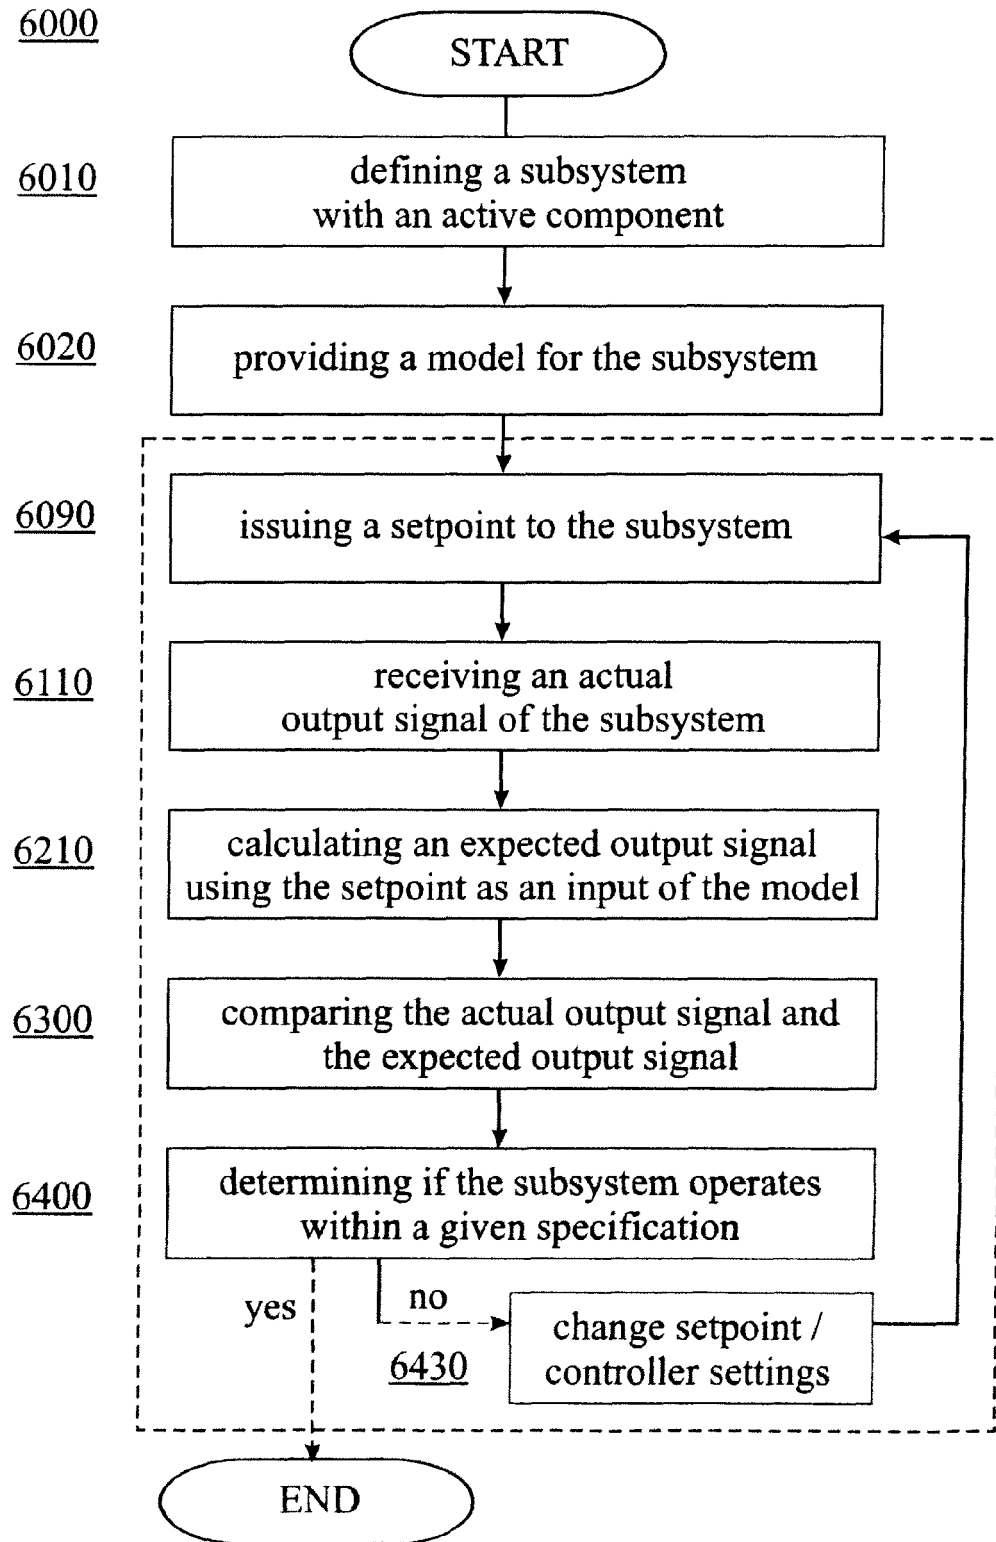 6000
START
6010
defining a subsystem
with an active component
6020
providing a model for the subsystem
6090
issuing a setpoint to the subsystem
6110
receiving an actual
output signal of the subsystem
6210
calculating an expected output signal
using the setpoint as an input of the model
6300
comparing the actual output signal and
the expected output signal
6400
determining if the subsystem operates
within a given specification
yes
no
6430
change setpoint /
controller settings
END